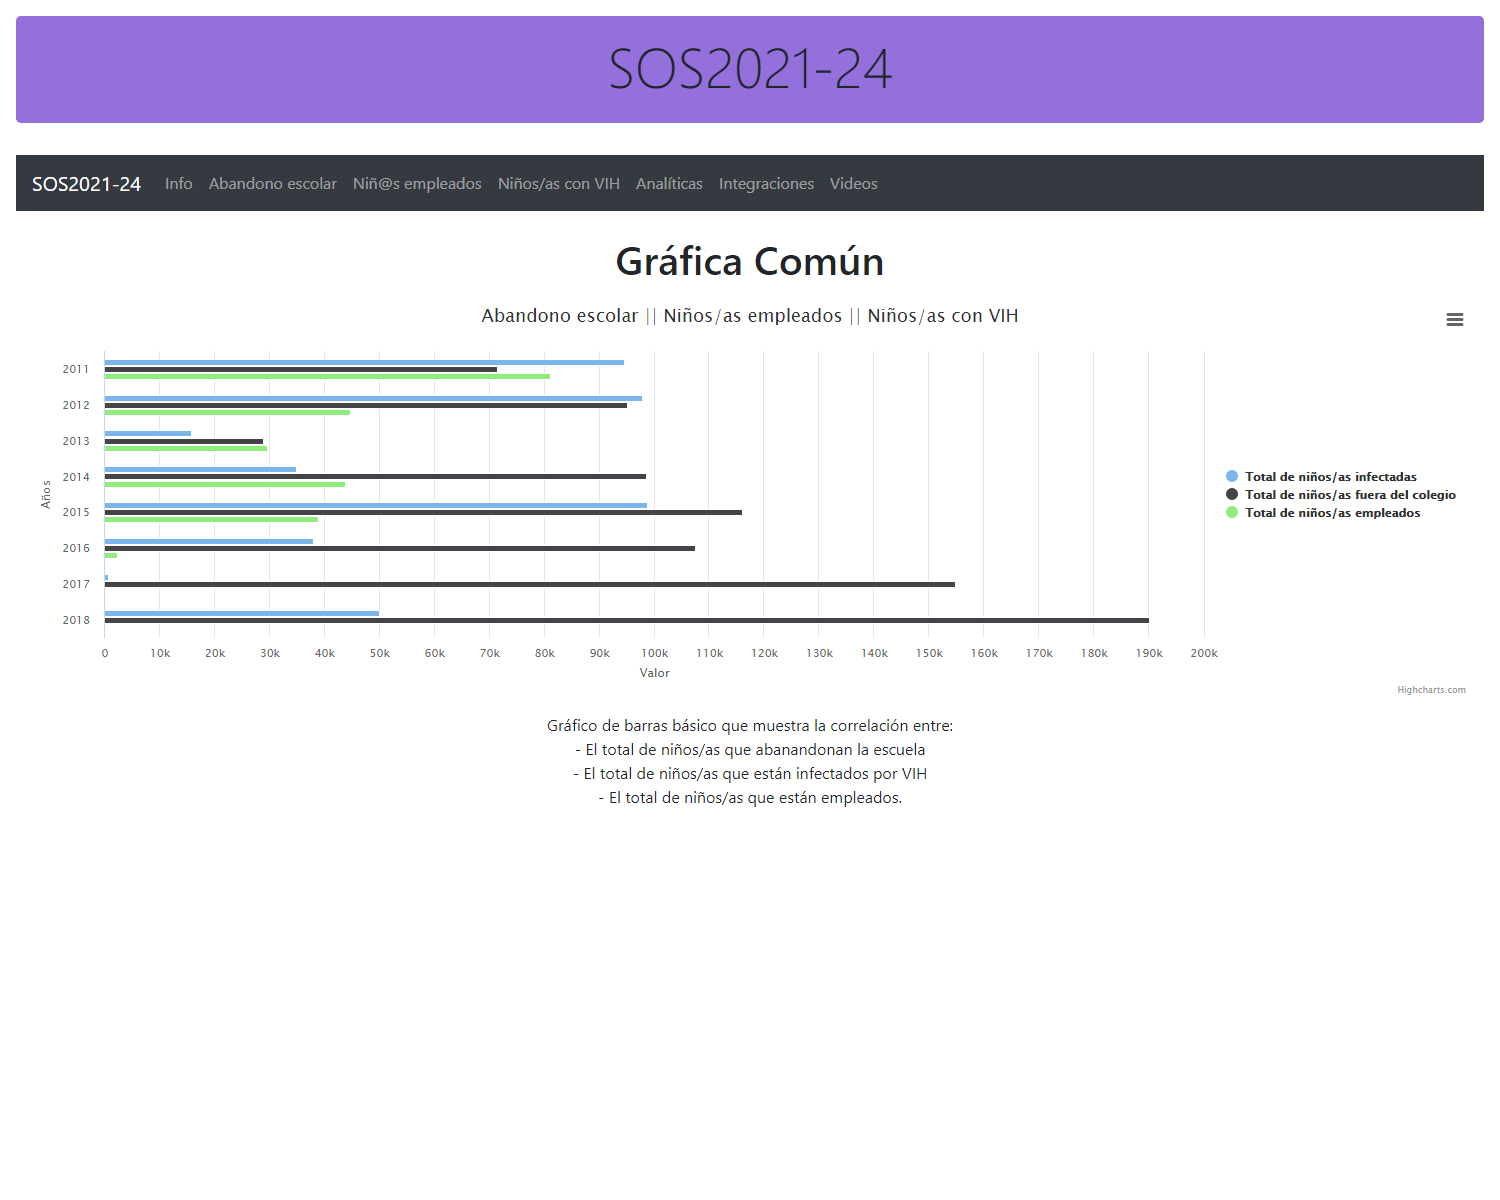 SOS2021-24
SOS2021-24 Info Abandono escolar Niñ@s empleados Niños/as con VIH Analíticas Integraciones Videos
Gráfica Común
Abandono escolar || Niños/as empleados || Niños/as con VIH
Años
2011
2012
2013
2014
2015
2016
2017
2018
0 10k 20k 30k 40k 50k 60k 70k 80k 90k 100k 110k 120k 130k 140k 150k 160k 170k 180k 190k 200k
Valor
Total de niños/as infectadas
Total de niños/as fuera del colegio
Total de niños/as empleados
Highcharts.com
Gráfico de barras básico que muestra la correlación entre:
- El total de niños/as que abanandonan la escuela
- El total de niños/as que están infectados por VIH
- El total de niños/as que están empleados.